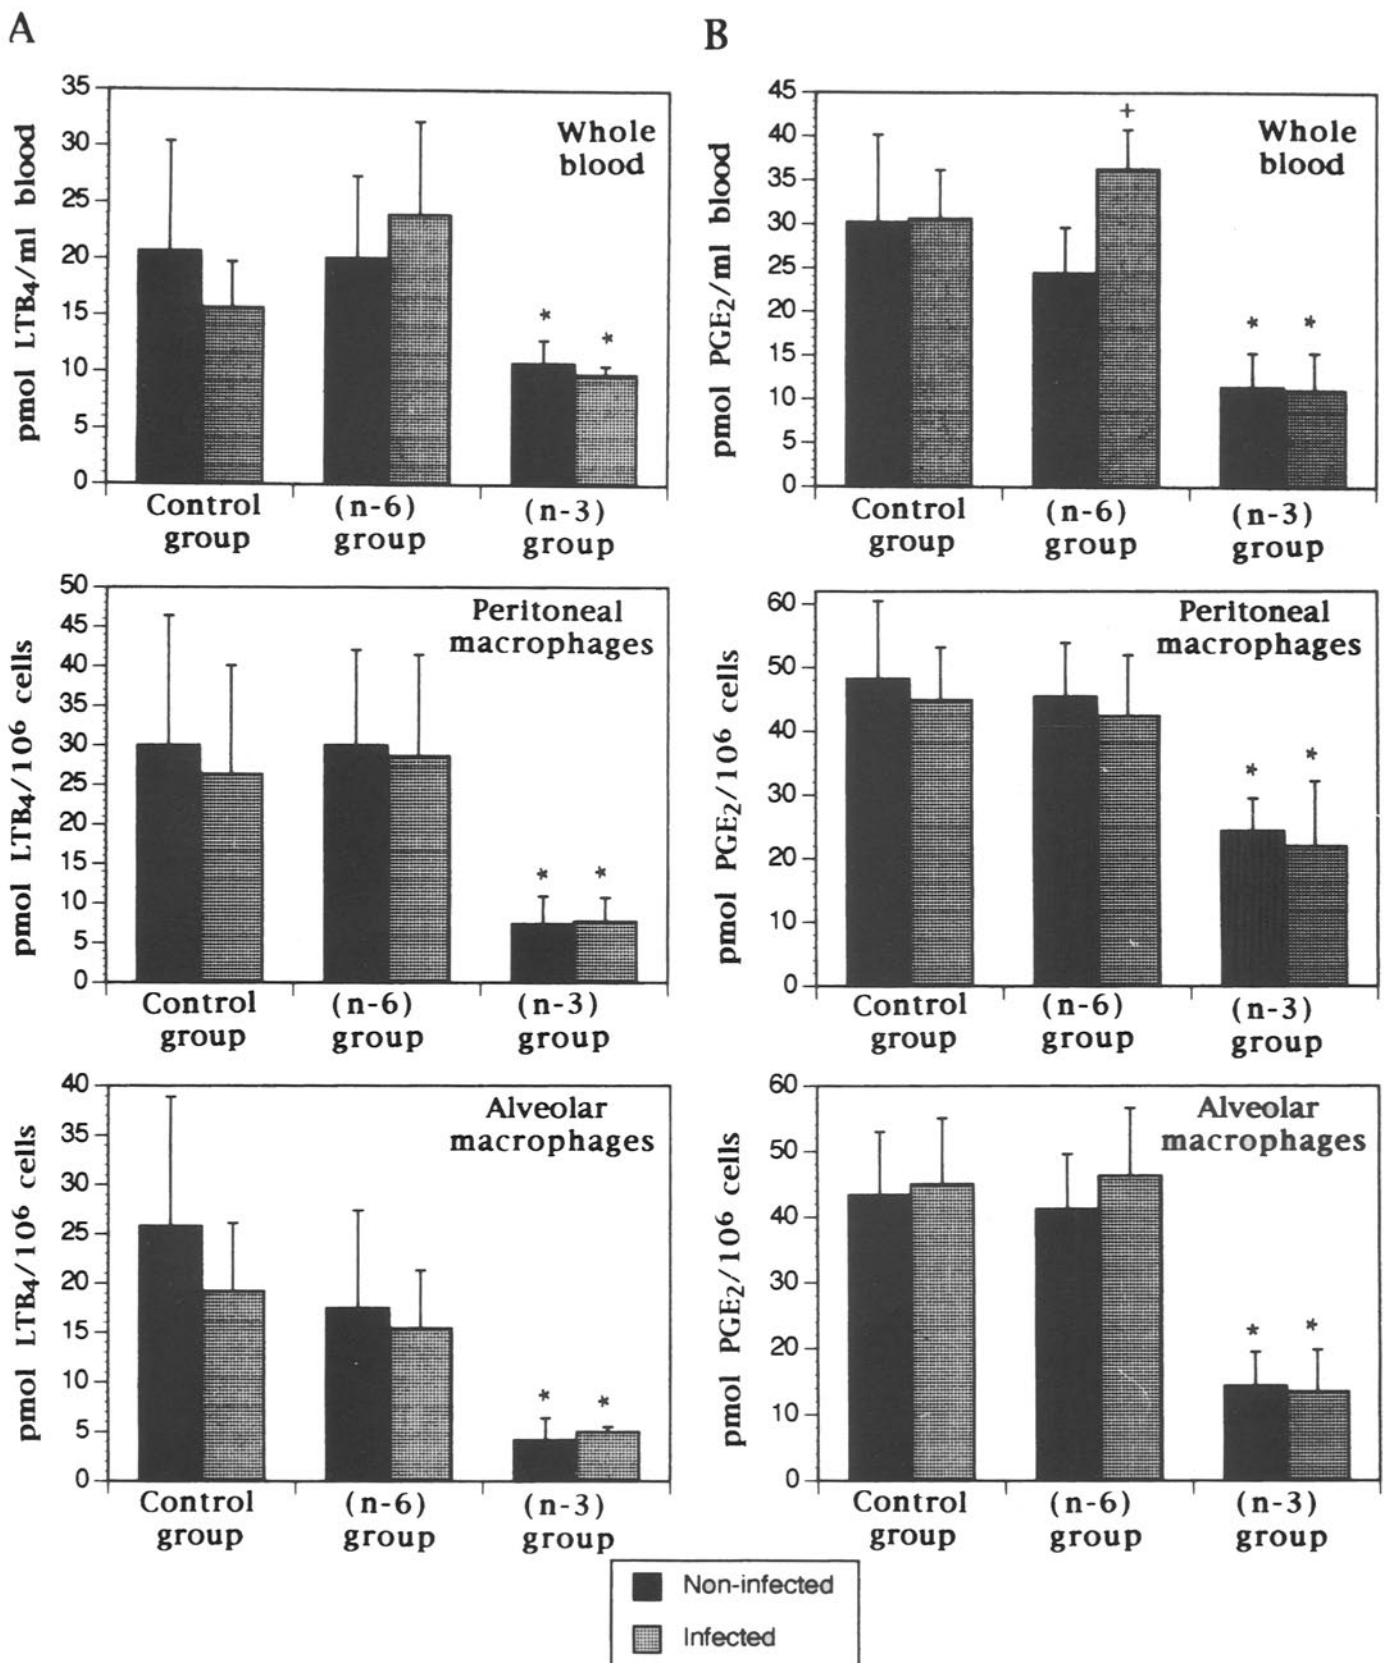 A
B
35
30
25
20
15
10
5
0
pmol LTB4/ml blood
Whole
blood
*
*
Control
group
(n-6)
group
(n-3)
group
45
40
35
30
25
20
15
10
5
0
pmol PGE2/ml blood
Whole
blood
+
*
*
Control
group
(n-6)
group
(n-3)
group
50
45
40
35
30
25
20
15
10
5
0
pmol LTB4/10⁶ cells
Peritoneal
macrophages
*
*
Control
group
(n-6)
group
(n-3)
group
60
50
40
30
20
10
0
pmol PGE2/10⁶ cells
Peritoneal
macrophages
*
*
Control
group
(n-6)
group
(n-3)
group
40
35
30
25
20
15
10
5
0
pmol LTB4/10⁶ cells
Alveolar
macrophages
*
*
Control
group
(n-6)
group
(n-3)
group
60
50
40
30
20
10
0
pmol PGE2/10⁶ cells
Alveolar
macrophages
*
*
Control
group
(n-6)
group
(n-3)
group
Non-infected
Infected